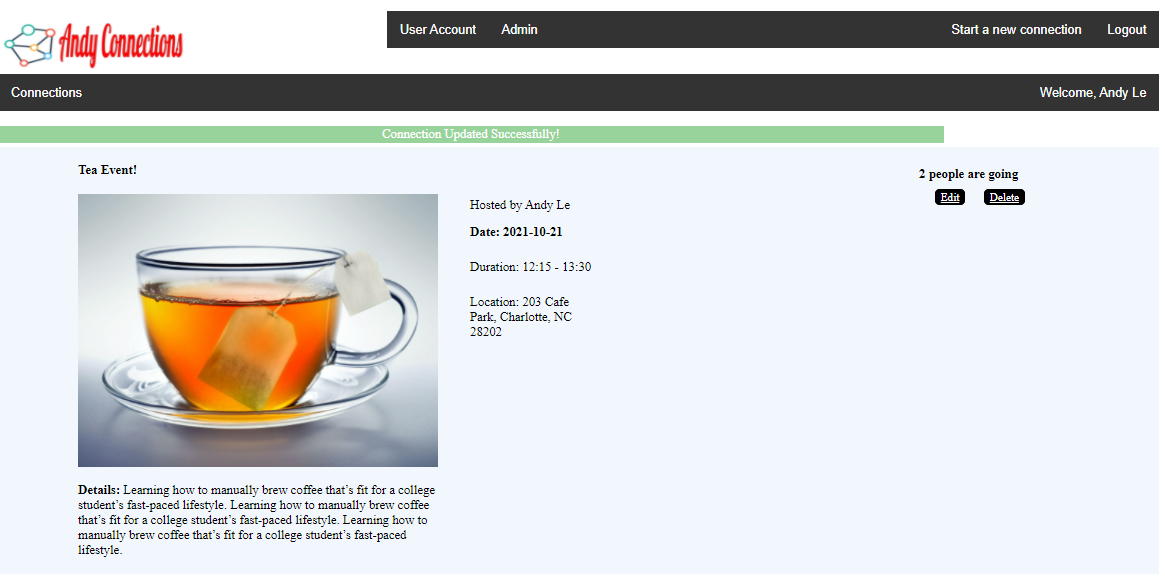 Andy Connections
User Account Admin Start a new connection Logout
Connections Welcome, Andy Le
Connection Updated Successfully!
Tea Event!
2 people are going
Edit Delete
Hosted by Andy Le
Date: 2021-10-21
Duration: 12:15 - 13:30
Location: 203 Cafe
Park, Charlotte, NC
28202
Details: Learning how to manually brew coffee that’s fit for a college
student’s fast-paced lifestyle. Learning how to manually brew coffee
that’s fit for a college student’s fast-paced lifestyle. Learning how to
manually brew coffee that’s fit for a college student’s fast-paced
lifestyle.